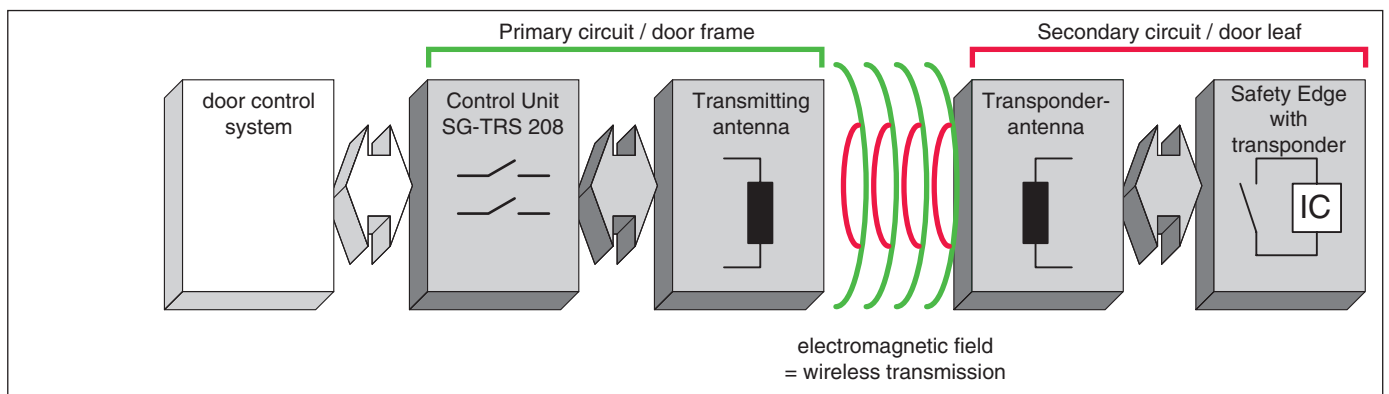 Primary circuit / door frame
Secondary circuit / door leaf
door control
system
Control Unit
SG-TRS 208
Transmitting
antenna
Transponder-
antenna
Safety Edge
with
transponder
IC
electromagnetic field
= wireless transmission